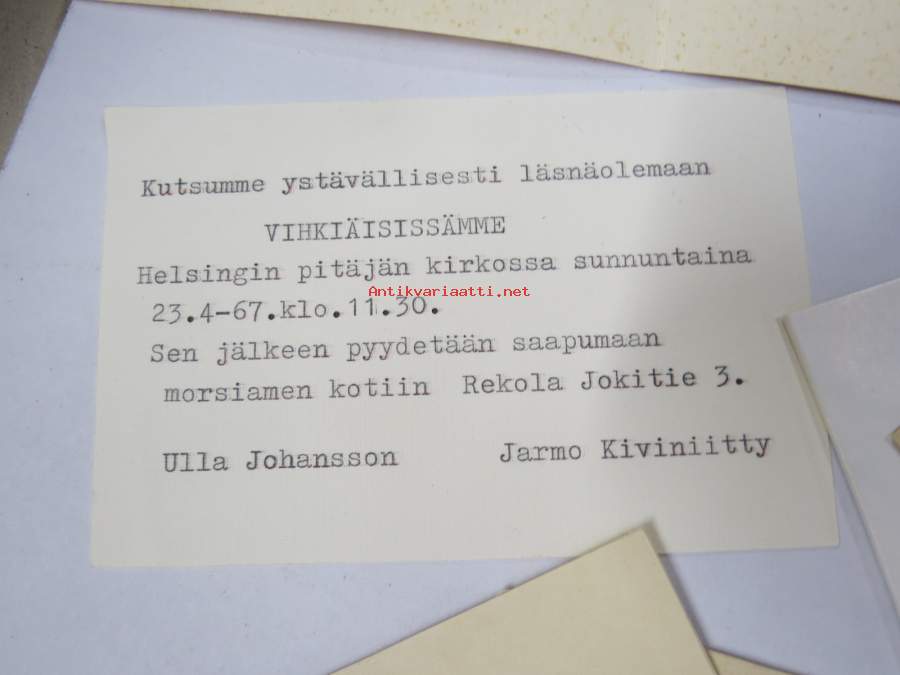 Kutsumme ystävällisesti läsnäolemaan
VIHKIÄISISSÄMME
Helsingin pitäjän kirkossa sunnuntaina
Antikvariaatti.net
23.4-67.klo.11.30.
Sen jälkeen pyydetään saapumaan
morsiamen kotiin Rekola Jokitie 3.
Ulla Johansson Jarmo Kiviniitty